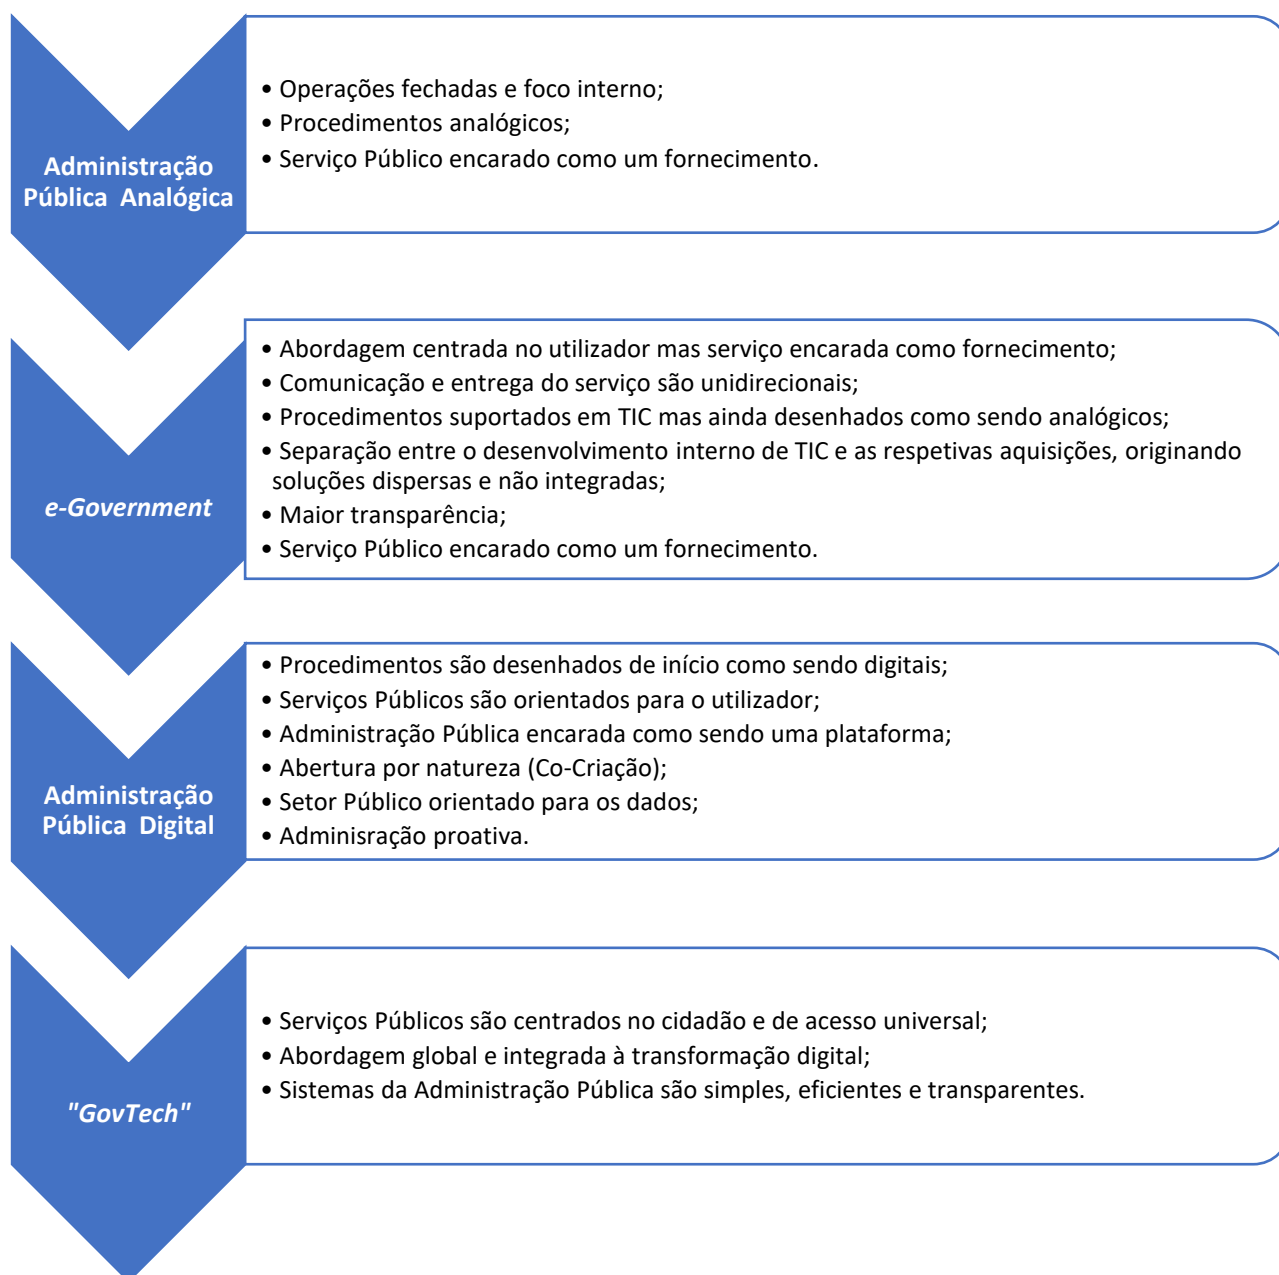 Administração
Pública Analógica
• Operações fechadas e foco interno;
• Procedimentos analógicos;
• Serviço Público encarado como um fornecimento.
e-Government
• Abordagem centrada no utilizador mas serviço encarada como fornecimento;
• Comunicação e entrega do serviço são unidirecionais;
• Procedimentos suportados em TIC mas ainda desenhados como sendo analógicos;
• Separação entre o desenvolvimento interno de TIC e as respetivas aquisições, originando
soluções dispersas e não integradas;
• Maior transparência;
• Serviço Público encarado como um fornecimento.
Administração
Pública Digital
• Procedimentos são desenhados de início como sendo digitais;
• Serviços Públicos são orientados para o utilizador;
• Administração Pública encarada como sendo uma plataforma;
• Abertura por natureza (Co-Criação);
• Setor Público orientado para os dados;
• Adminisração proativa.
"GovTech"
• Serviços Públicos são centrados no cidadão e de acesso universal;
• Abordagem global e integrada à transformação digital;
• Sistemas da Administração Pública são simples, eficientes e transparentes.